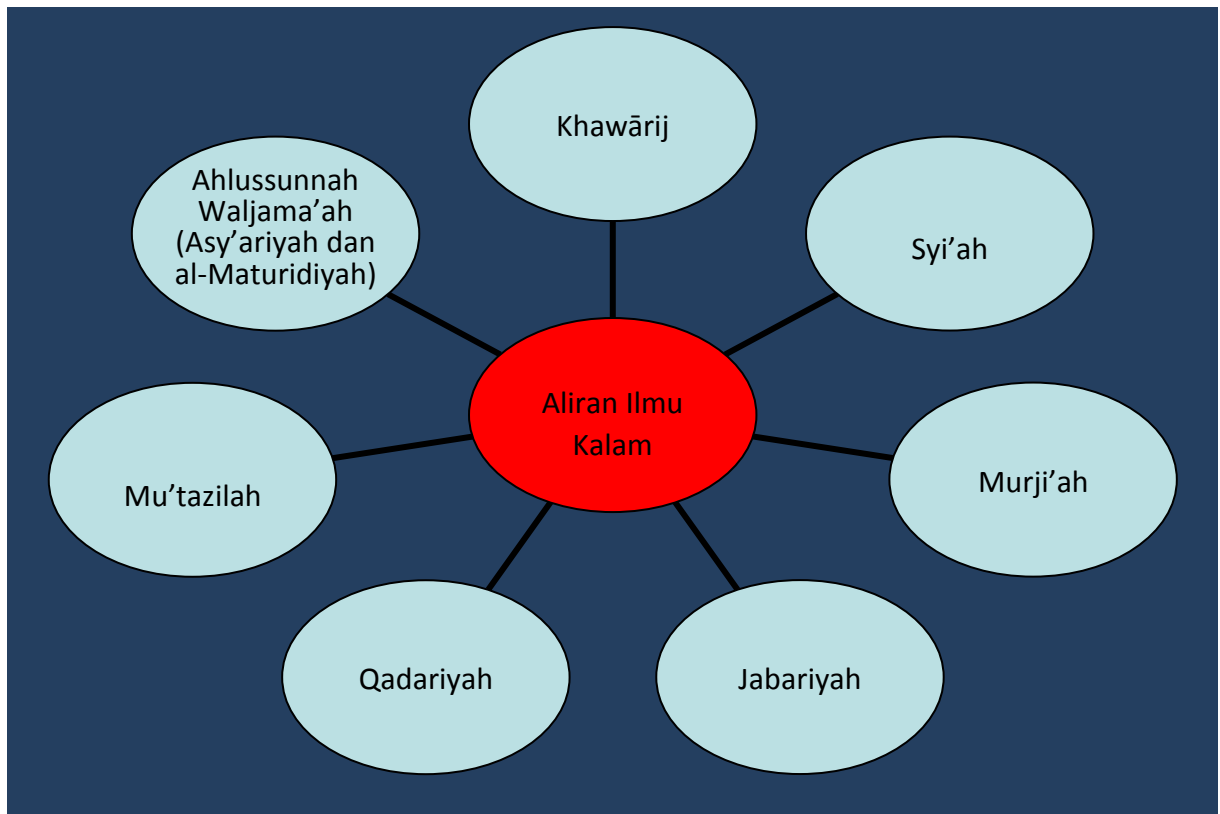 Khawārij
Ahlussunnah
Waljama’ah
(Asy’ariyah dan
al-Maturidiyah)
Syi’ah
Aliran Ilmu
Kalam
Mu’tazilah
Murji’ah
Qadariyah
Jabariyah